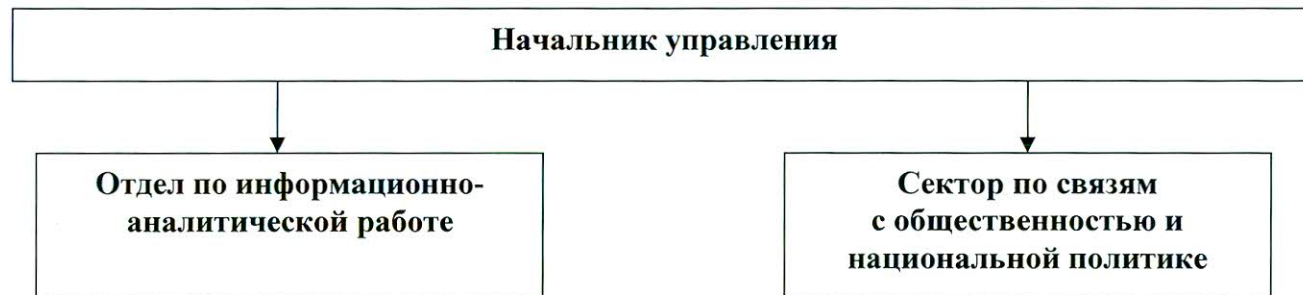 Начальник управления
Отдел по информационно-
аналитической работе
Сектор по связям
с общественностью и
национальной политике